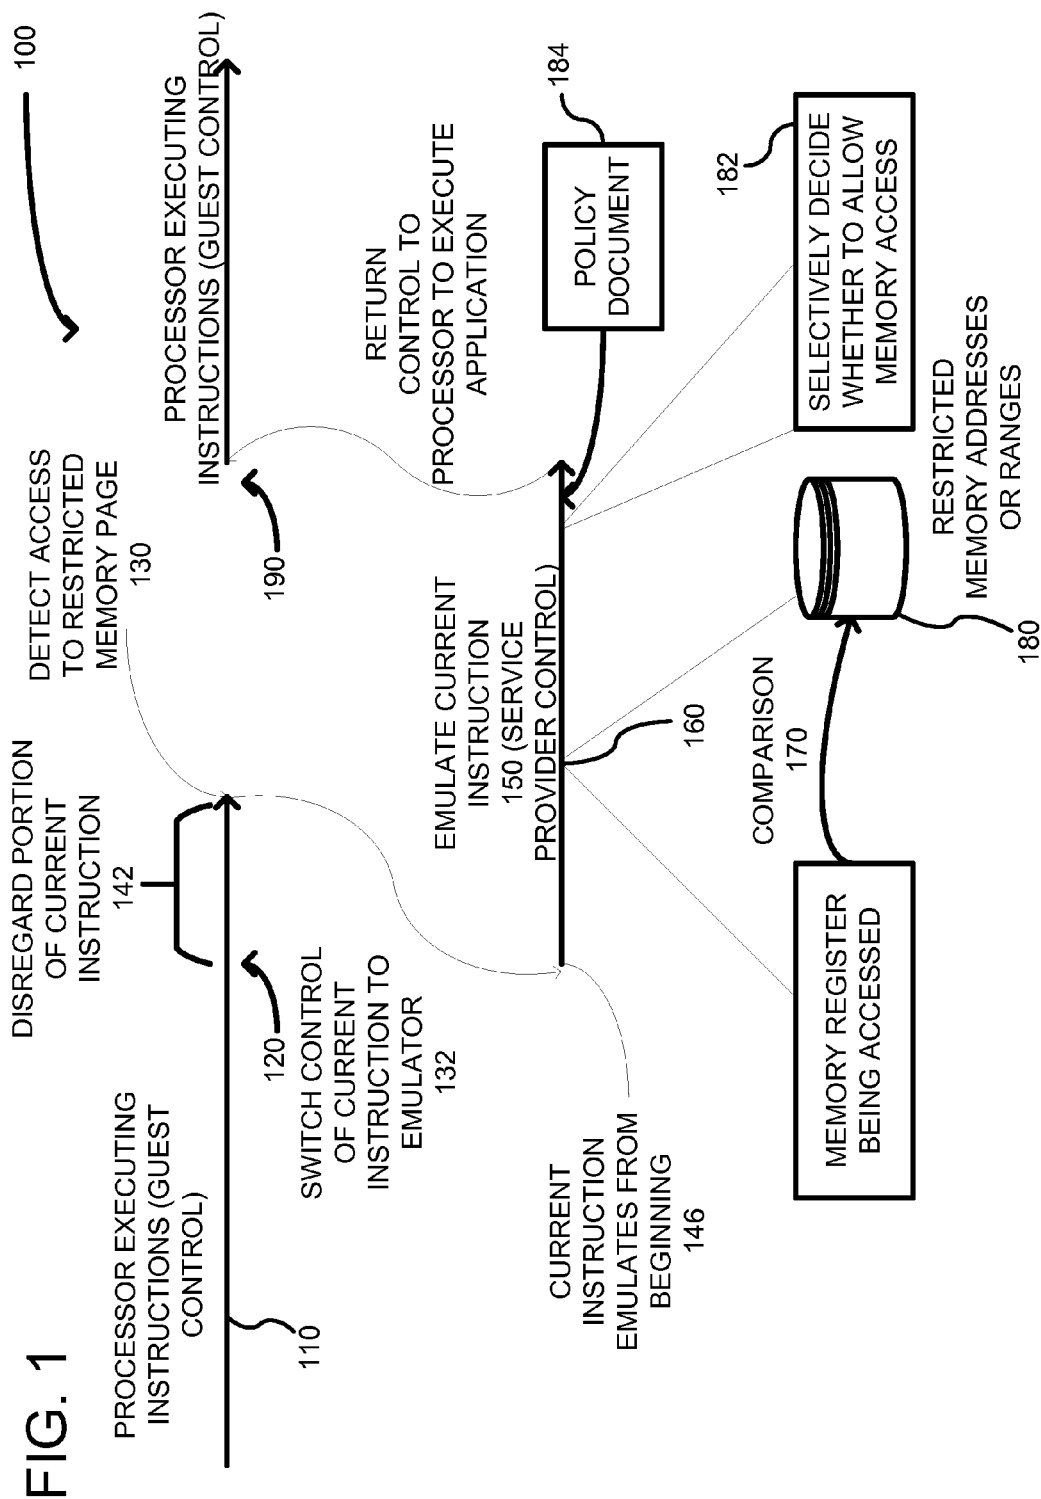 FIG. 1
100
PROCESSOR EXECUTING
INSTRUCTIONS (GUEST
CONTROL)
110
DISREGARD PORTION
OF CURRENT
INSTRUCTION
142
DETECT ACCESS
TO RESTRICTED
MEMORY PAGE
130
PROCESSOR EXECUTING
INSTRUCTIONS (GUEST CONTROL)
120
SWITCH CONTROL
OF CURRENT
INSTRUCTION TO
EMULATOR
132
190
RETURN
CONTROL TO
PROCESSOR TO EXECUTE
APPLICATION
EMULATE CURRENT
INSTRUCTION
150 (SERVICE
PROVIDER CONTROL)
CURRENT
INSTRUCTION
EMULATES FROM
BEGINNING
146
160
POLICY
DOCUMENT
184
COMPARISON
170
182
MEMORY REGISTER
BEING ACCESSED
SELECTIVELY DECIDE
WHETHER TO ALLOW
MEMORY ACCESS
RESTRICTED
MEMORY ADDRESSES
OR RANGES
180